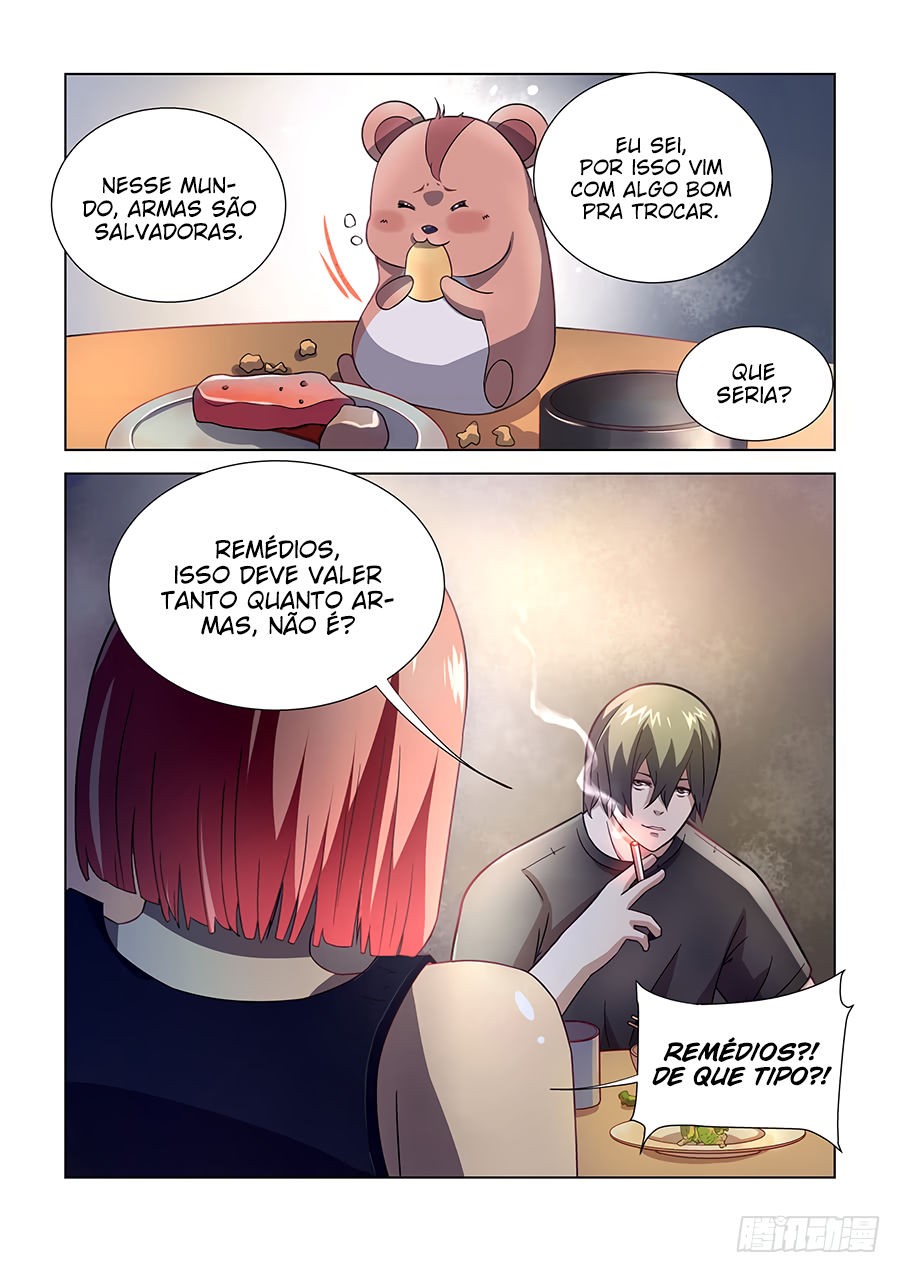 NESSE MUN-
DO, ARMAS SÃO
SALVADORAS.
EU SEI,
POR ISSO VIM
COM ALGO BOM
PRA TROCAR.
QUE
SERIA?
REMÉDIOS,
ISSO DEVE VALER
TANTO QUANTO AR-
MAS, NÃO É?
REMÉDIOS?!
DE QUE TIPO?!
腾讯动漫